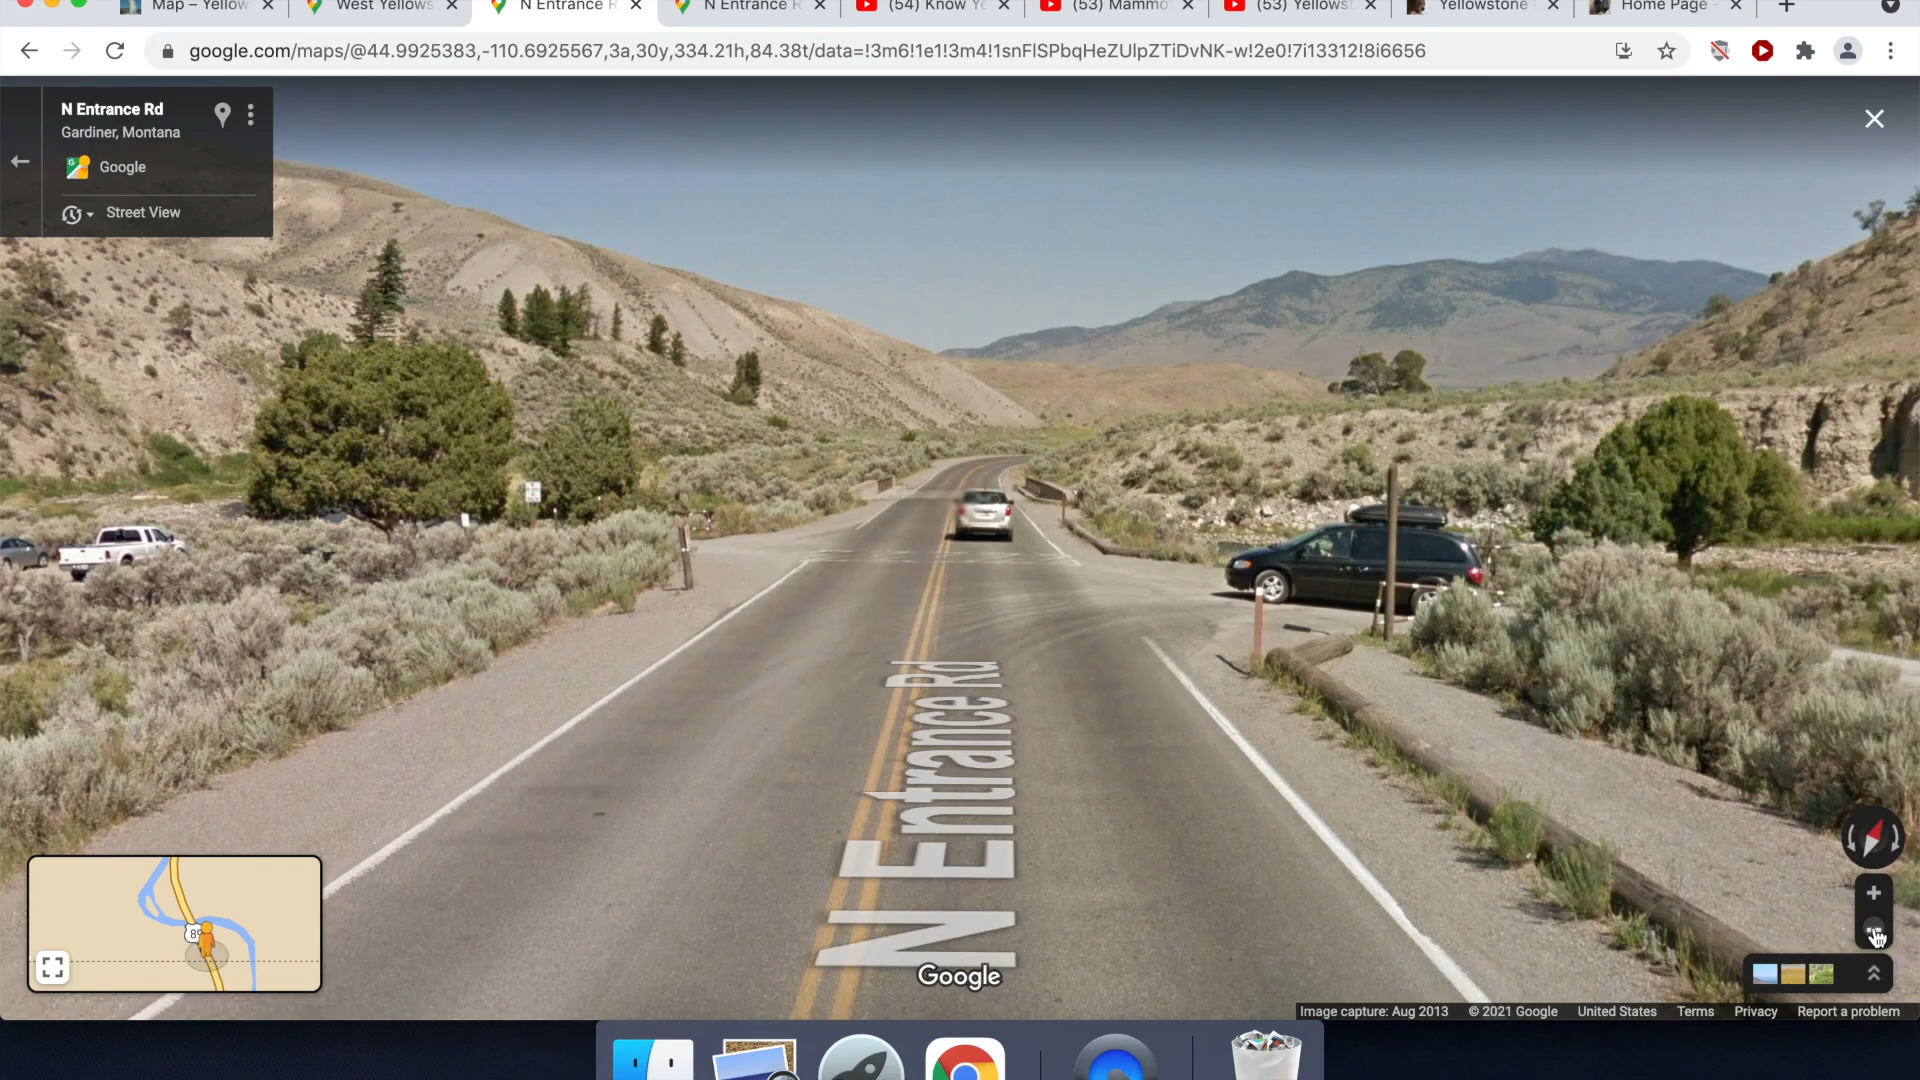 Map – Yellow
West Yellows
N Entrance R
N Entrance R
(54) Know Ye
(53) Mammo
(53) Yellowst
Yellowstone
Home Page -
google.com/maps/@44.9925383,-110.6925567,3a,30y,334.21h,84.38t/data=!3m6!1e1!3m4!1snFlSPbqHeZUlpZTiDvNK-w!2e0!7i13312!8i6656
N Entrance Rd
Gardiner, Montana
Google
Street View
N Entrance Rd
89
Google
Image capture: Aug 2013 © 2021 Google United States Terms Privacy Report a problem